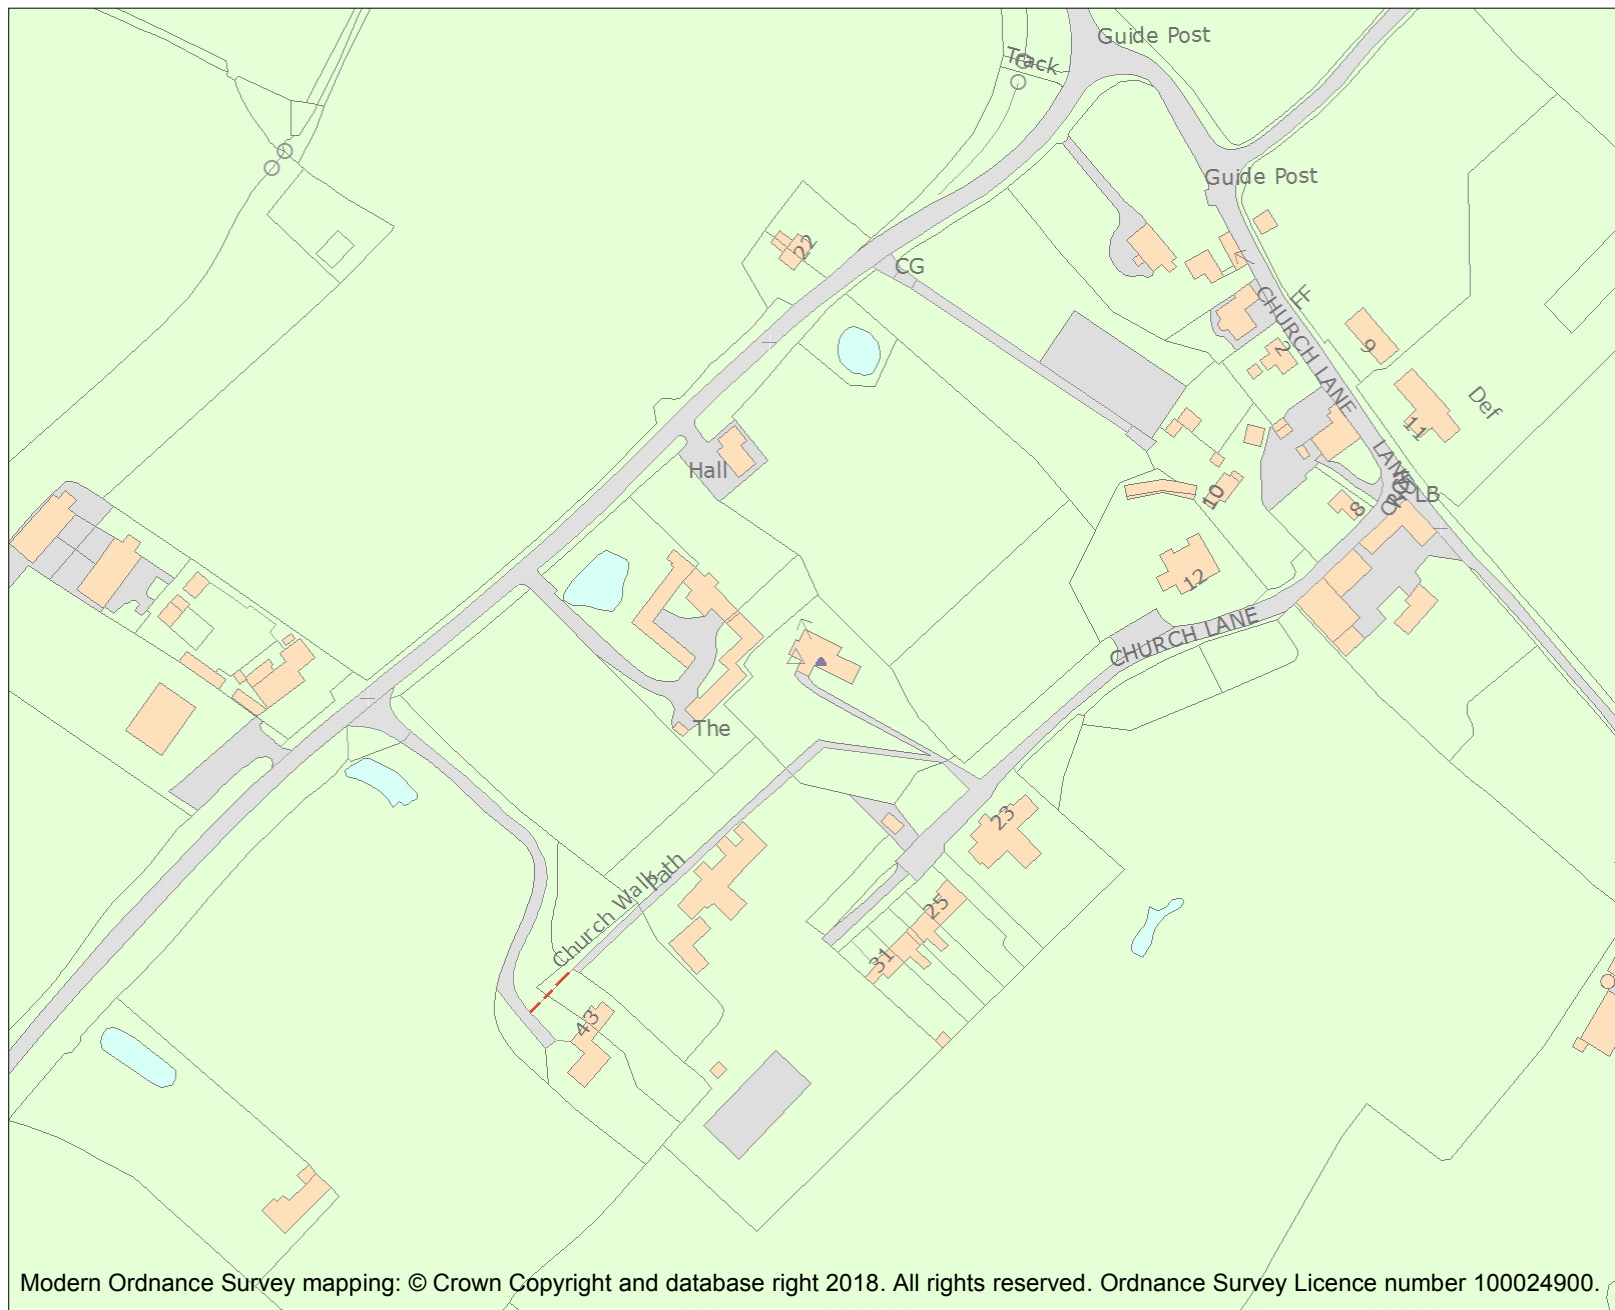 Guide Post
Track
Guide Post
22
CG
FF
CHURCH LANE
2
9
Def
11
Hall
LANE
LB
10
8
12
CHURCH LANE
The
23
Path
Church Walk
25
31
43
Modern Ordnance Survey mapping: © Crown Copyright and database right 2018. All rights reserved. Ordnance Survey Licence number 100024900.